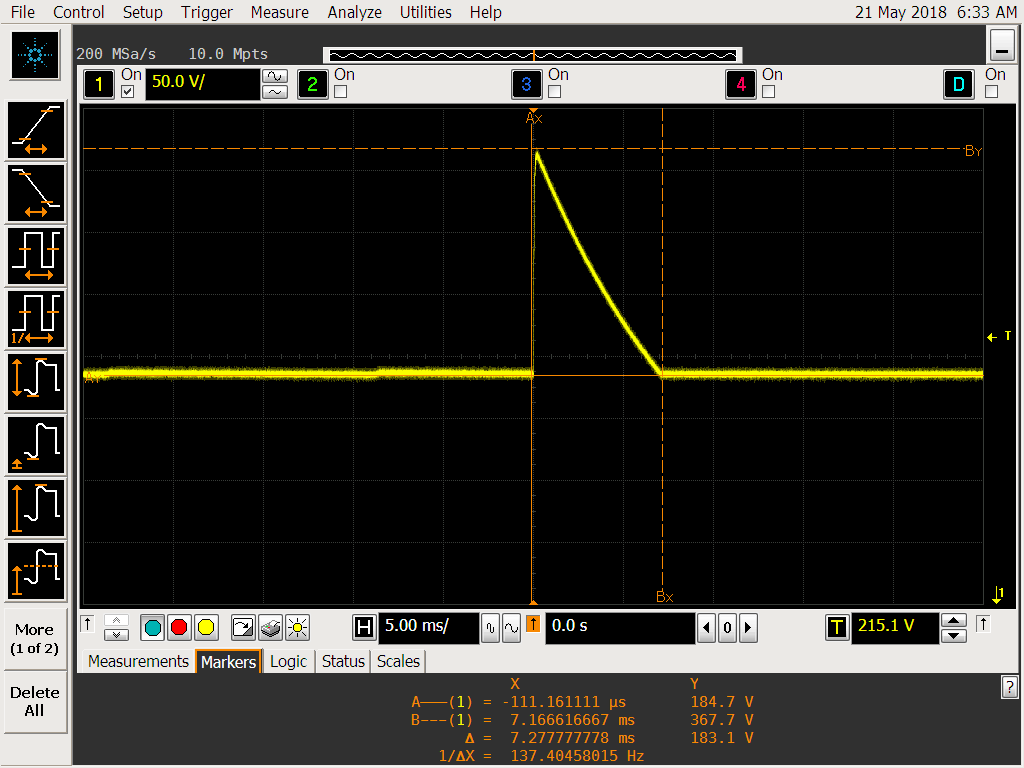 File Control Setup Trigger Measure Analyze Utilities Help 21 May 2018 6:33 AM
200 MSa/s 10.0 Mpts
1 On 50.0 V/ 2 On 3 On 4 On D On
Ax
By
1/
T
Bx
1
More
(1 of 2)
H 5.00 ms/ 0.0 s 0 T 215.1 V
Measurements Markers Logic Status Scales
Delete
All
?
X Y
A———(1) = -111.161111 µs 184.7 V
B---(1) = 7.166616667 ms 367.7 V
Δ = 7.277777778 ms 183.1 V
1/ΔX = 137.40458015 Hz